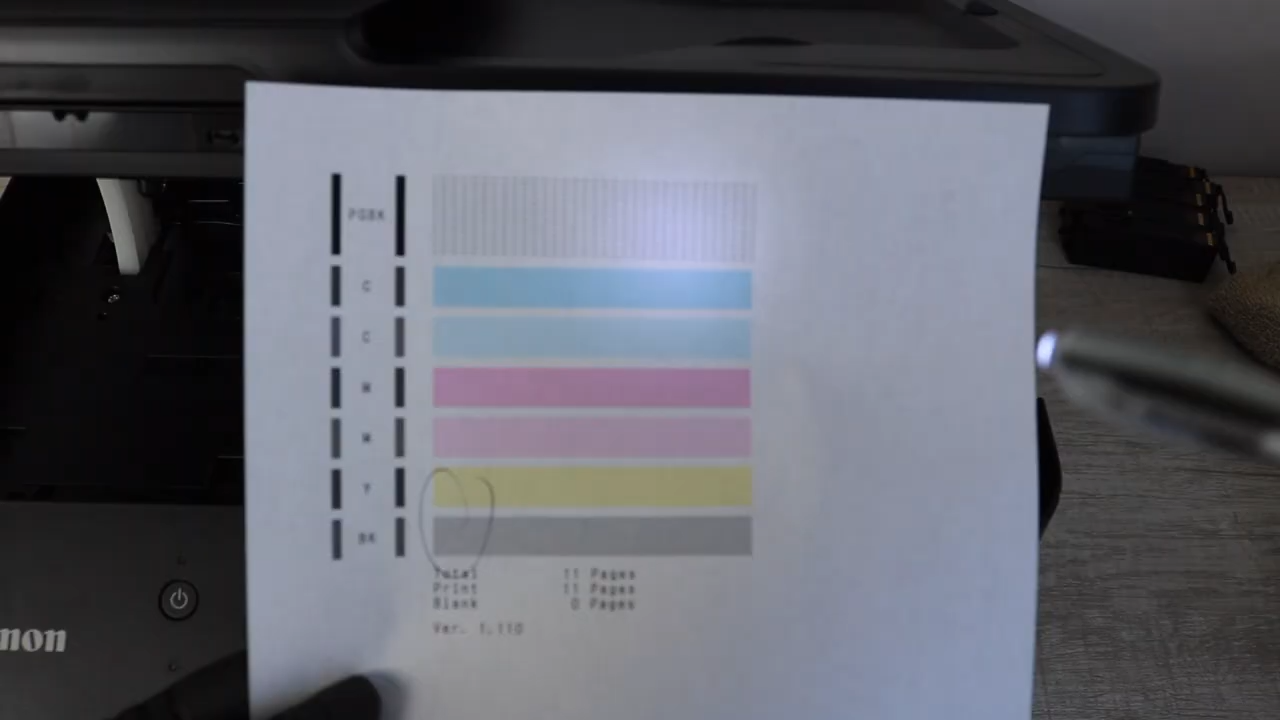 PGBK
C
C
M
M
Y
BK
Total 11 Pages
Print 11 Pages
Blank 0 Pages
Ver. 1.110
non